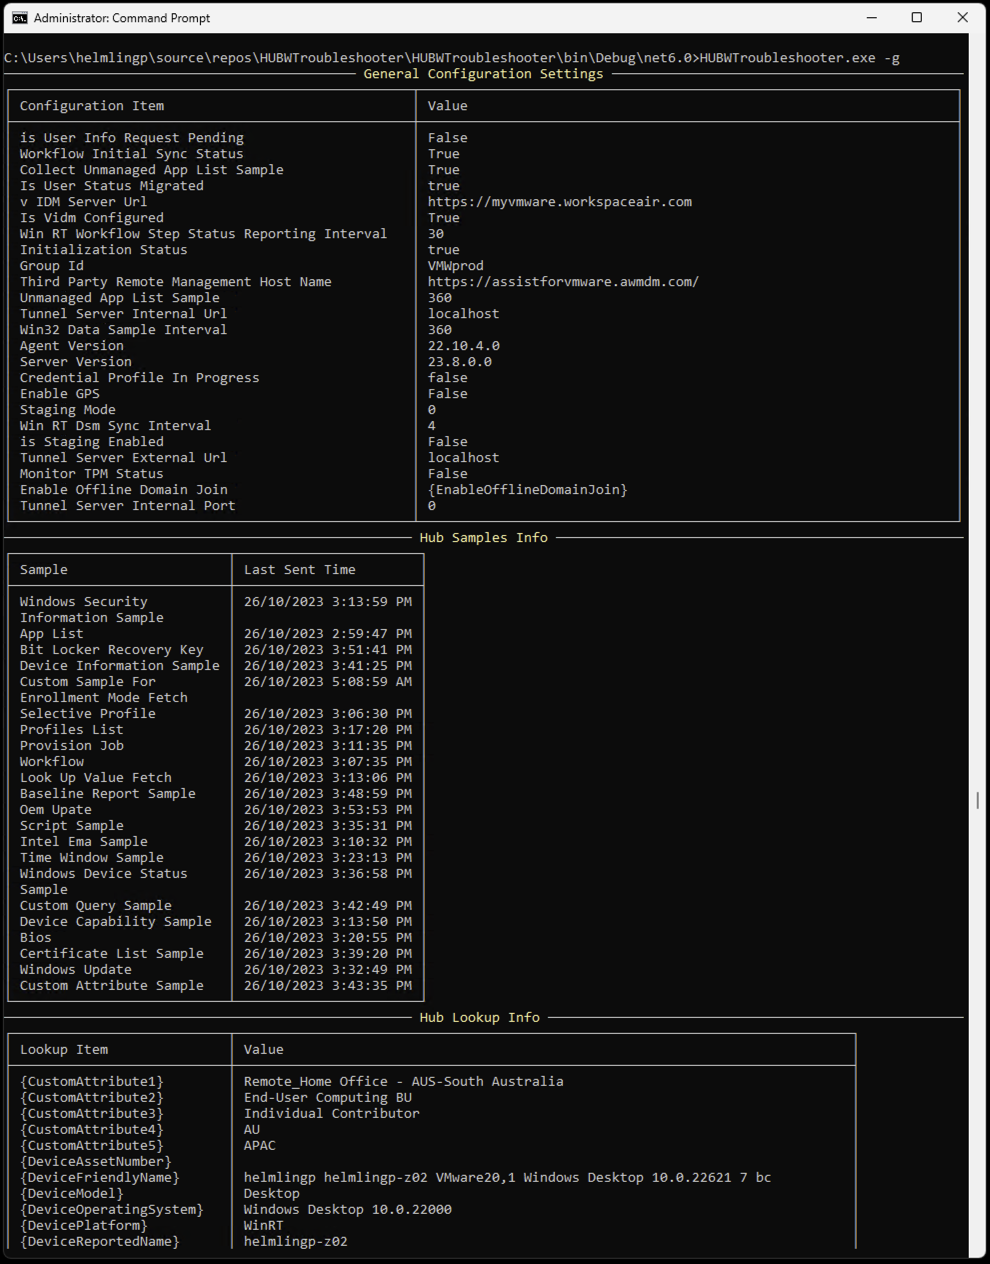 Administrator: Command Prompt
C:\Users\helmlingp\source\repos\HUBWTroubleshooter\HUBWTroubleshooter\bin\Debug\net6.0>HUBWTroubleshooter.exe -g
General Configuration Settings
Configuration Item Value
is User Info Request Pending False
Workflow Initial Sync Status True
Collect Unmanaged App List Sample True
Is User Status Migrated true
v IDM Server Url https://myvmware.workspaceair.com
Is Vidm Configured True
Win RT Workflow Step Status Reporting Interval 30
Initialization Status true
Group Id VMWprod
Third Party Remote Management Host Name https://assistforvmware.awmdm.com/
Unmanaged App List Sample 360
Tunnel Server Internal Url localhost
Win32 Data Sample Interval 360
Agent Version 22.10.4.0
Server Version 23.8.0.0
Credential Profile In Progress false
Enable GPS False
Staging Mode 0
Win RT Dsm Sync Interval 4
is Staging Enabled False
Tunnel Server External Url localhost
Monitor TPM Status False
Enable Offline Domain Join {EnableOfflineDomainJoin}
Tunnel Server Internal Port 0
Hub Samples Info
Sample Last Sent Time
Windows Security 26/10/2023 3:13:59 PM
Information Sample
App List 26/10/2023 2:59:47 PM
Bit Locker Recovery Key 26/10/2023 3:51:41 PM
Device Information Sample 26/10/2023 3:41:25 PM
Custom Sample For 26/10/2023 5:08:59 AM
Enrollment Mode Fetch
Selective Profile 26/10/2023 3:06:30 PM
Profiles List 26/10/2023 3:17:20 PM
Provision Job 26/10/2023 3:11:35 PM
Workflow 26/10/2023 3:07:35 PM
Look Up Value Fetch 26/10/2023 3:13:06 PM
Baseline Report Sample 26/10/2023 3:48:59 PM
Oem Upate 26/10/2023 3:53:53 PM
Script Sample 26/10/2023 3:35:31 PM
Intel Ema Sample 26/10/2023 3:10:32 PM
Time Window Sample 26/10/2023 3:23:13 PM
Windows Device Status 26/10/2023 3:36:58 PM
Sample
Custom Query Sample 26/10/2023 3:42:49 PM
Device Capability Sample 26/10/2023 3:13:50 PM
Bios 26/10/2023 3:20:55 PM
Certificate List Sample 26/10/2023 3:39:20 PM
Windows Update 26/10/2023 3:32:49 PM
Custom Attribute Sample 26/10/2023 3:43:35 PM
Hub Lookup Info
Lookup Item Value
{CustomAttribute1} Remote_Home Office - AUS-South Australia
{CustomAttribute2} End-User Computing BU
{CustomAttribute3} Individual Contributor
{CustomAttribute4} AU
{CustomAttribute5} APAC
{DeviceAssetNumber}
{DeviceFriendlyName} helmlingp helmlingp-z02 VMware20,1 Windows Desktop 10.0.22621 7 bc
{DeviceModel} Desktop
{DeviceOperatingSystem} Windows Desktop 10.0.22000
{DevicePlatform} WinRT
{DeviceReportedName} helmlingp-z02